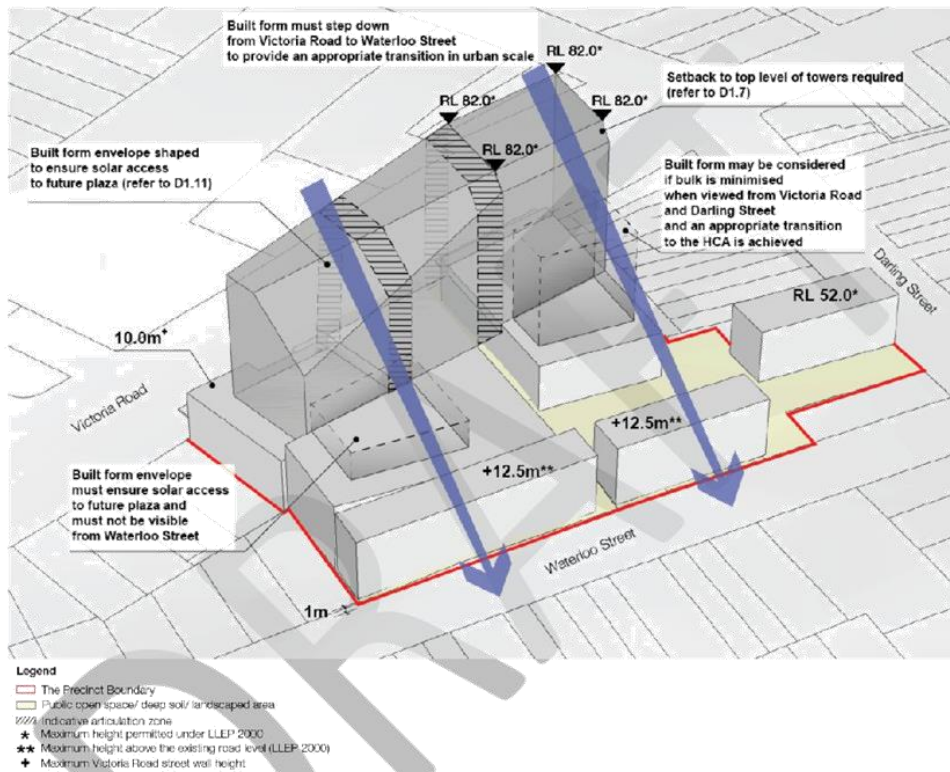 Built form must step down
from Victoria Road to Waterloo Street
to provide an appropriate transition in urban scale
RL 82.0*
Setback to top level of towers required
(refer to D1.7)
RL 82.0*
RL 82.0*
RL 82.0*
Built form envelope shaped
to ensure solar access
to future plaza (refer to D1.11)
Built form may be considered
if bulk is minimised
when viewed from Victoria Road
and Darling Street
and an appropriate transition
to the HCA is achieved
Darling Street
RL 52.0*
10.0m+
Victoria Road
+12.5m**
+12.5m**
Built form envelope
must ensure solar access
to future plaza and
must not be visible
from Waterloo Street
Waterloo Street
1m
DRAFT
Legend
The Precinct Boundary
Public open space/ deep soil/ landscaped area
Indicative articulation zone
* Maximum height permitted under LLEP 2000
** Maximum height above the existing road level (LLEP 2000)
+ Maximum Victoria Road street wall height